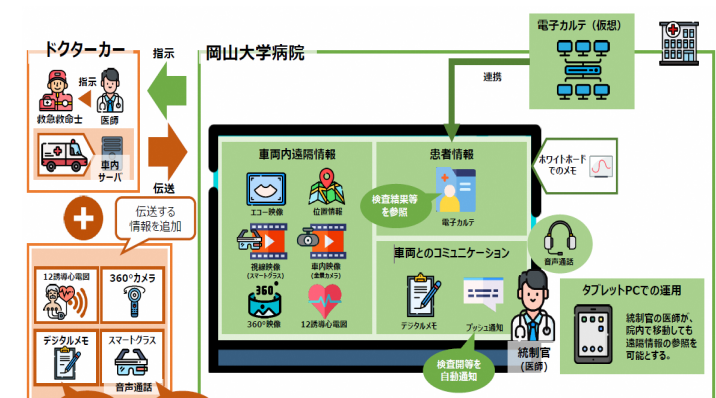 ドクターカー
指示
岡山大学病院
電子カルテ（仮想）
連携
指示
救急救命士
医師
車内
サーバ
伝送
伝送する
情報を追加
12誘導心電図
360°カメラ
デジタルメモ
スマートグラス
音声通話
車両内遠隔情報
エコー映像
位置情報
視線映像
(スマートグラス)
車内映像
(金魚カメラ)
360°
360°映像
12誘導心電図
患者情報
検査結果等
を参照
電子カルテ
車両とのコミュニケーション
デジタルメモ
プッシュ通知
検査開等を
自動通知
ホワイトボード
でのメモ
音声通話
統制官
(医師)
タブレットPCでの運用
統制官の医師が、
院内で移動しても
遠隔情報の参照を
可能とする。